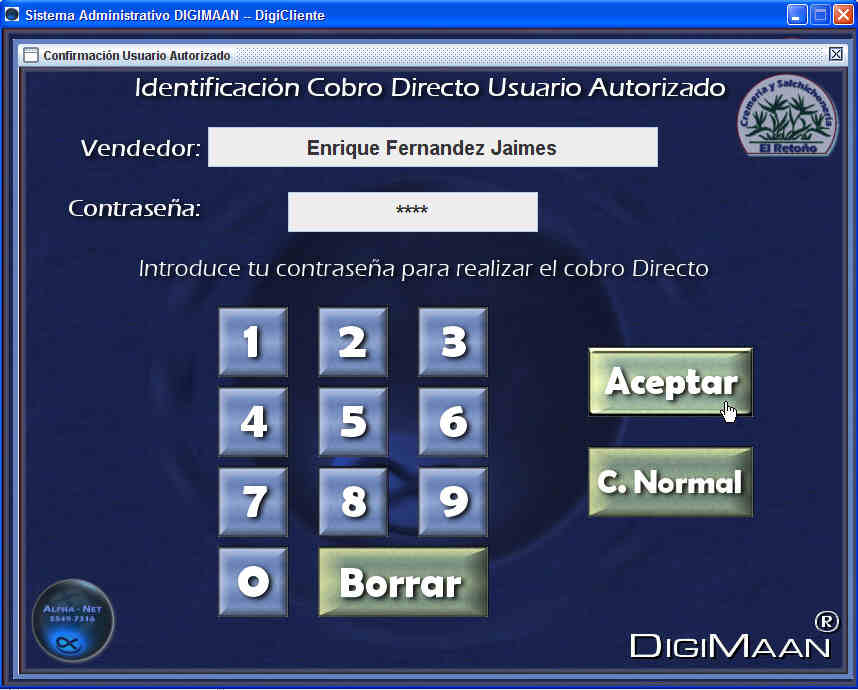 Sistema Administrativo DIGIMAAN -- DigiCliente
Confirmación Usuario Autorizado
Identificación Cobro Directo Usuario Autorizado
Cremería y Salchichonería
El Retoño
Vendedor: Enrique Fernandez Jaimes
Contraseña: ****
Introduce tu contraseña para realizar el cobro Directo
1 2 3
Aceptar
4 5 6
C. Normal
7 8 9
0 Borrar
ALPHA - NET
5549-7316
DIGIMAAN ®